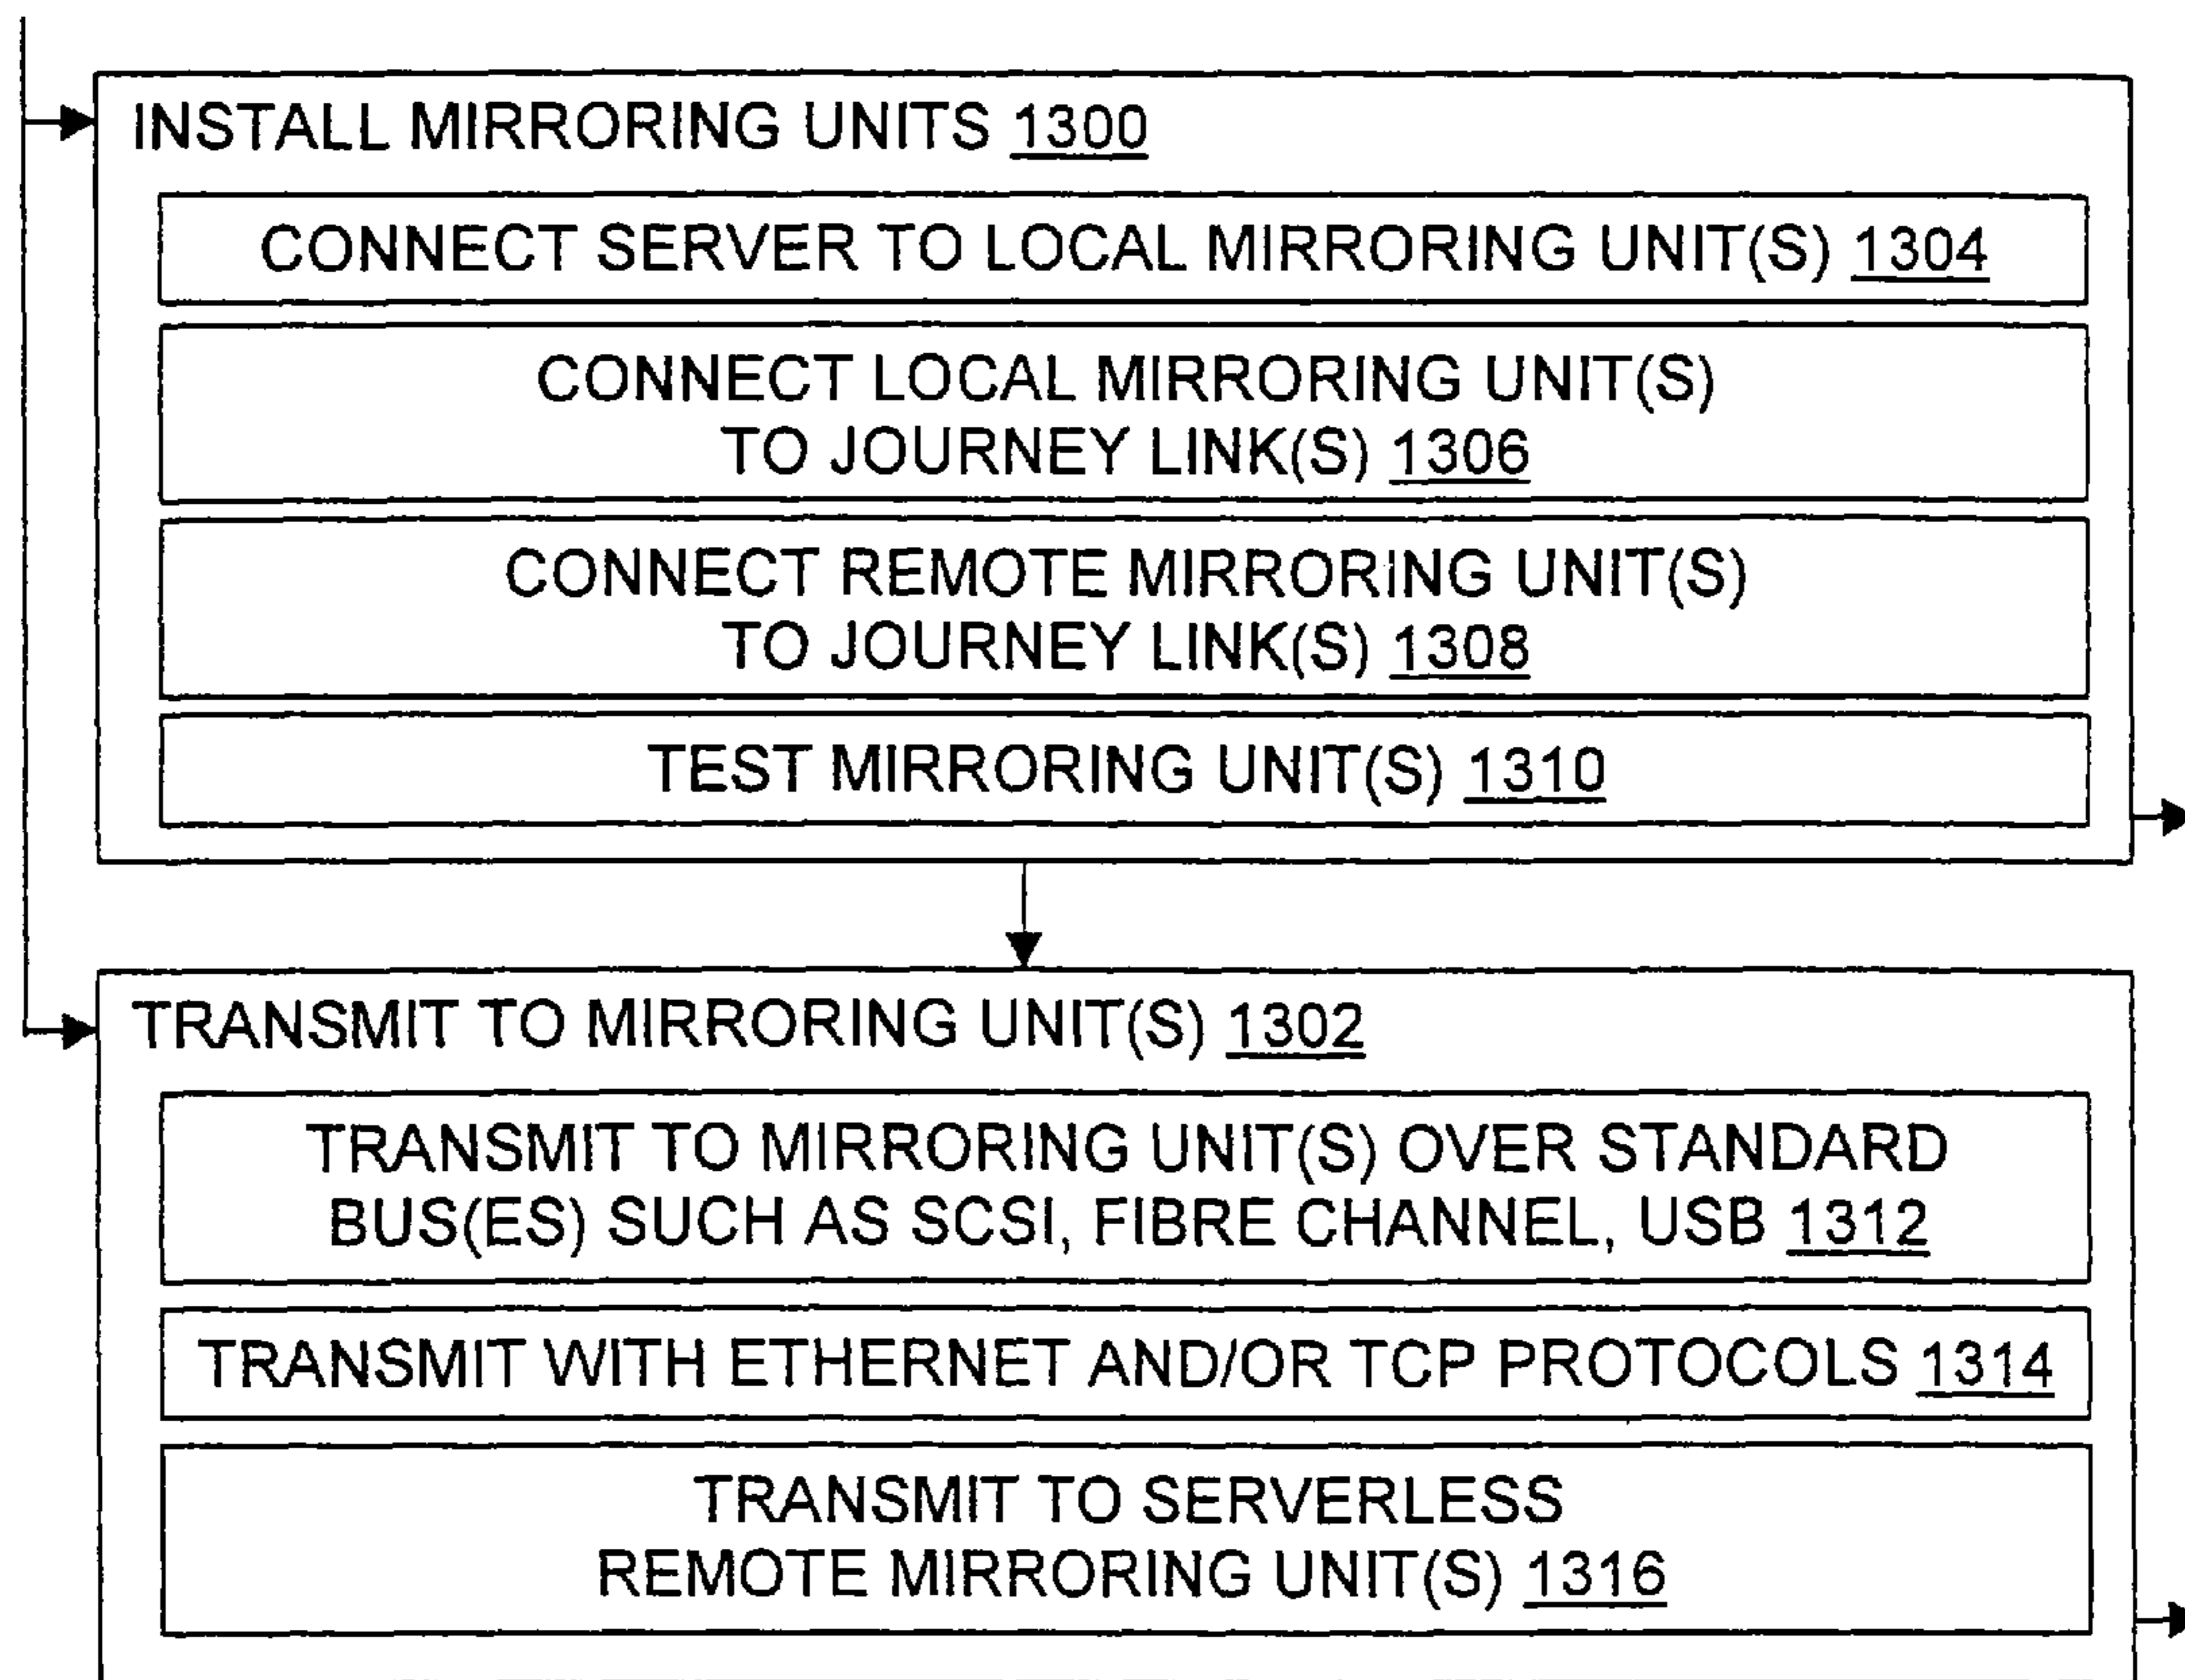 INSTALL MIRRORING UNITS 1300
CONNECT SERVER TO LOCAL MIRRORING UNIT(S) 1304
CONNECT LOCAL MIRRORING UNIT(S)
TO JOURNEY LINK(S) 1306
CONNECT REMOTE MIRRORING UNIT(S)
TO JOURNEY LINK(S) 1308
TEST MIRRORING UNIT(S) 1310
TRANSMIT TO MIRRORING UNIT(S) 1302
TRANSMIT TO MIRRORING UNIT(S) OVER STANDARD
BUS(ES) SUCH AS SCSI, FIBRE CHANNEL, USB 1312
TRANSMIT WITH ETHERNET AND/OR TCP PROTOCOLS 1314
TRANSMIT TO SERVERLESS
REMOTE MIRRORING UNIT(S) 1316